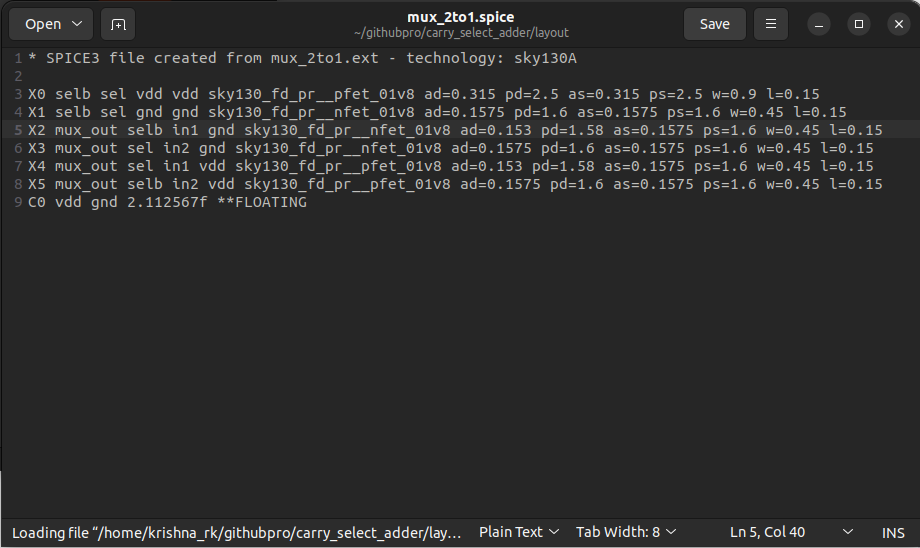 Open
mux_2to1.spice
~/githubpro/carry_select_adder/layout
Save
1 * SPICE3 file created from mux_2to1.ext - technology: sky130A
2
3 X0 selb sel vdd vdd sky130_fd_pr__pfet_01v8 ad=0.315 pd=2.5 as=0.315 ps=2.5 w=0.9 l=0.15
4 X1 selb sel gnd gnd sky130_fd_pr__nfet_01v8 ad=0.1575 pd=1.6 as=0.1575 ps=1.6 w=0.45 l=0.15
5 X2 mux_out selb in1 gnd sky130_fd_pr__nfet_01v8 ad=0.153 pd=1.58 as=0.1575 ps=1.6 w=0.45 l=0.15
6 X3 mux_out sel in2 gnd sky130_fd_pr__nfet_01v8 ad=0.1575 pd=1.6 as=0.1575 ps=1.6 w=0.45 l=0.15
7 X4 mux_out sel in1 vdd sky130_fd_pr__pfet_01v8 ad=0.153 pd=1.58 as=0.1575 ps=1.6 w=0.45 l=0.15
8 X5 mux_out selb in2 vdd sky130_fd_pr__pfet_01v8 ad=0.1575 pd=1.6 as=0.1575 ps=1.6 w=0.45 l=0.15
9 C0 vdd gnd 2.112567f **FLOATING
Loading file “/home/krishna_rk/githubpro/carry_select_adder/lay… Plain Text Tab Width: 8 Ln 5, Col 40 INS